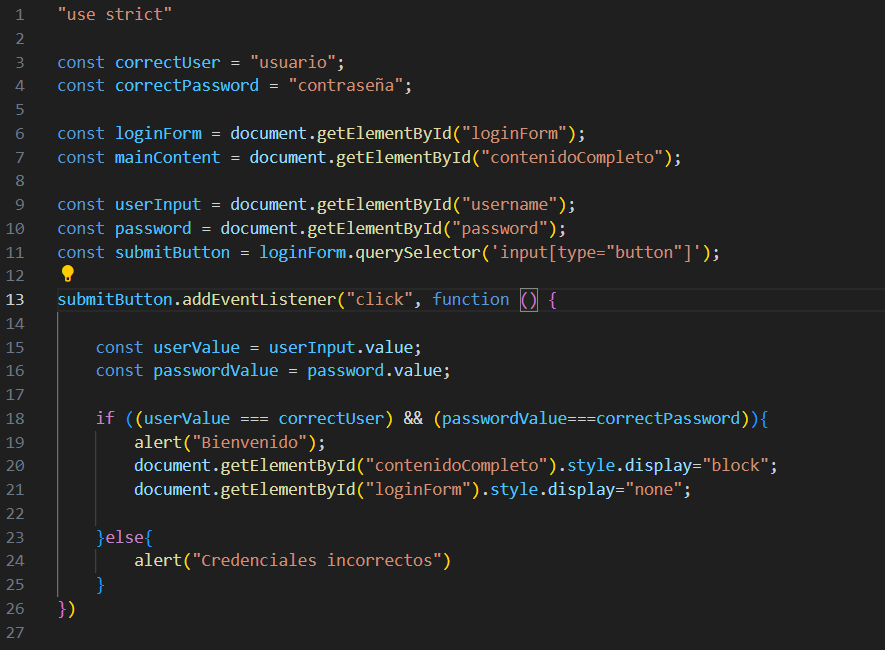 1 "use strict"
2
3 const correctUser = "usuario";
4 const correctPassword = "contraseña";
5
6 const loginForm = document.getElementById("loginForm");
7 const mainContent = document.getElementById("contenidoCompleto");
8
9 const userInput = document.getElementById("username");
10 const password = document.getElementById("password");
11 const submitButton = loginForm.querySelector('input[type="button"]');
12
13 submitButton.addEventListener("click", function () {
14
15     const userValue = userInput.value;
16     const passwordValue = password.value;
17
18     if ((userValue === correctUser) && (passwordValue===correctPassword)){
19         alert("Bienvenido");
20         document.getElementById("contenidoCompleto").style.display="block";
21         document.getElementById("loginForm").style.display="none";
22
23     }else{
24         alert("Credenciales incorrectos")
25     }
26 })
27